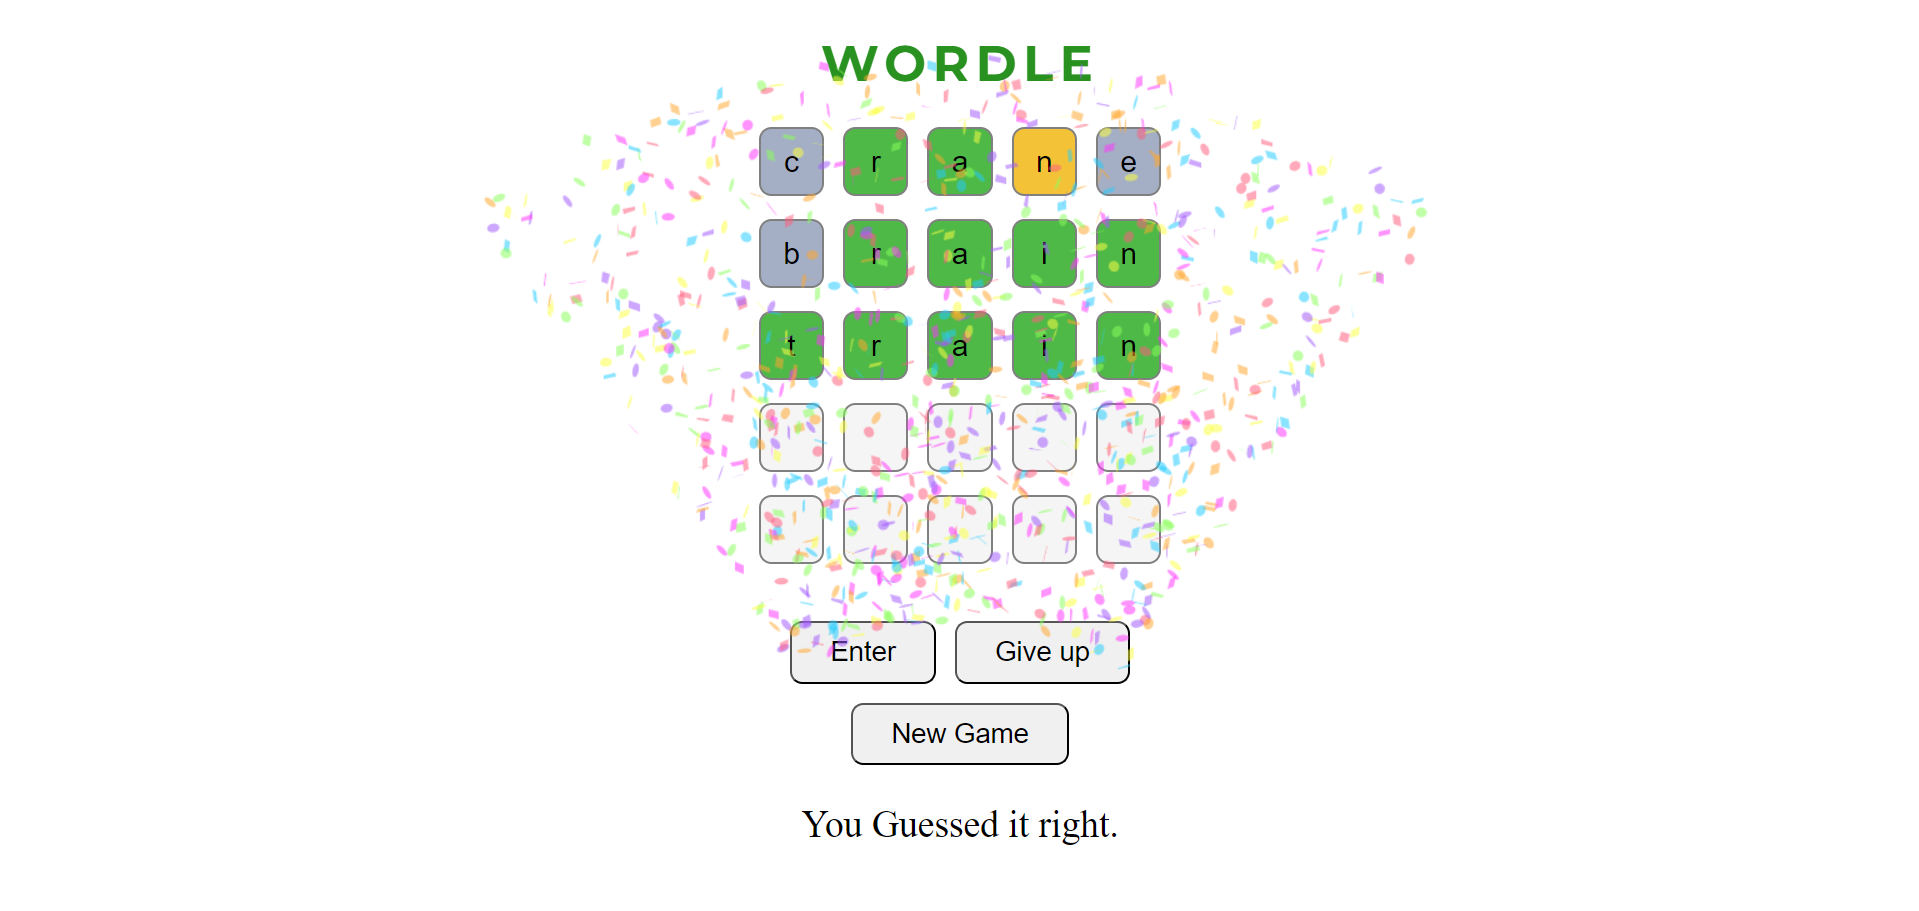 WORDLE
c r a n e
b r a i n
t r a i n
Enter Give up
New Game
You Guessed it right.